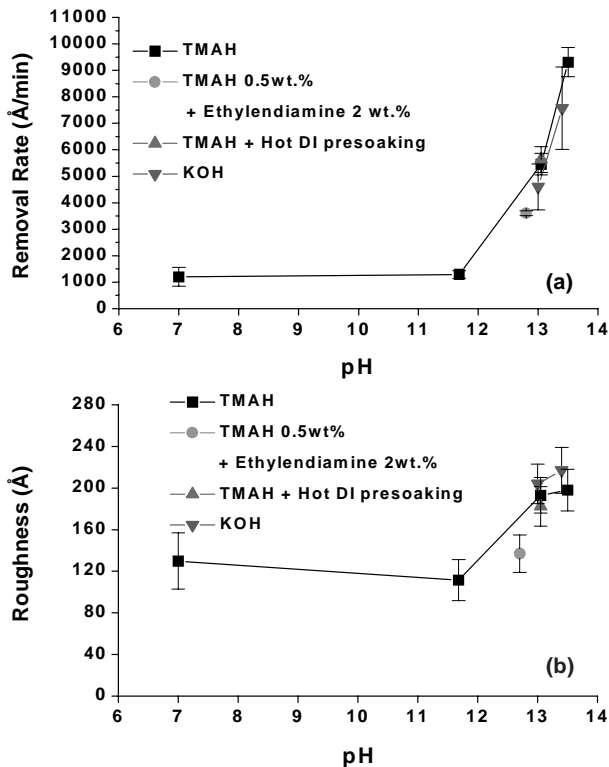 11000
10000
9000
8000
7000
6000
5000
4000
3000
2000
1000
0
Removal Rate (Å/min)
TMAH
TMAH 0.5wt.%
+ Ethylendiamine 2 wt.%
TMAH + Hot DI presoaking
KOH
(a)
6 7 8 9 10 11 12 13 14
pH
280
240
200
160
120
80
40
0
Roughness (Å)
TMAH
TMAH 0.5wt%
+ Ethylendiamine 2wt.%
TMAH + Hot DI presoaking
KOH
(b)
6 7 8 9 10 11 12 13 14
pH